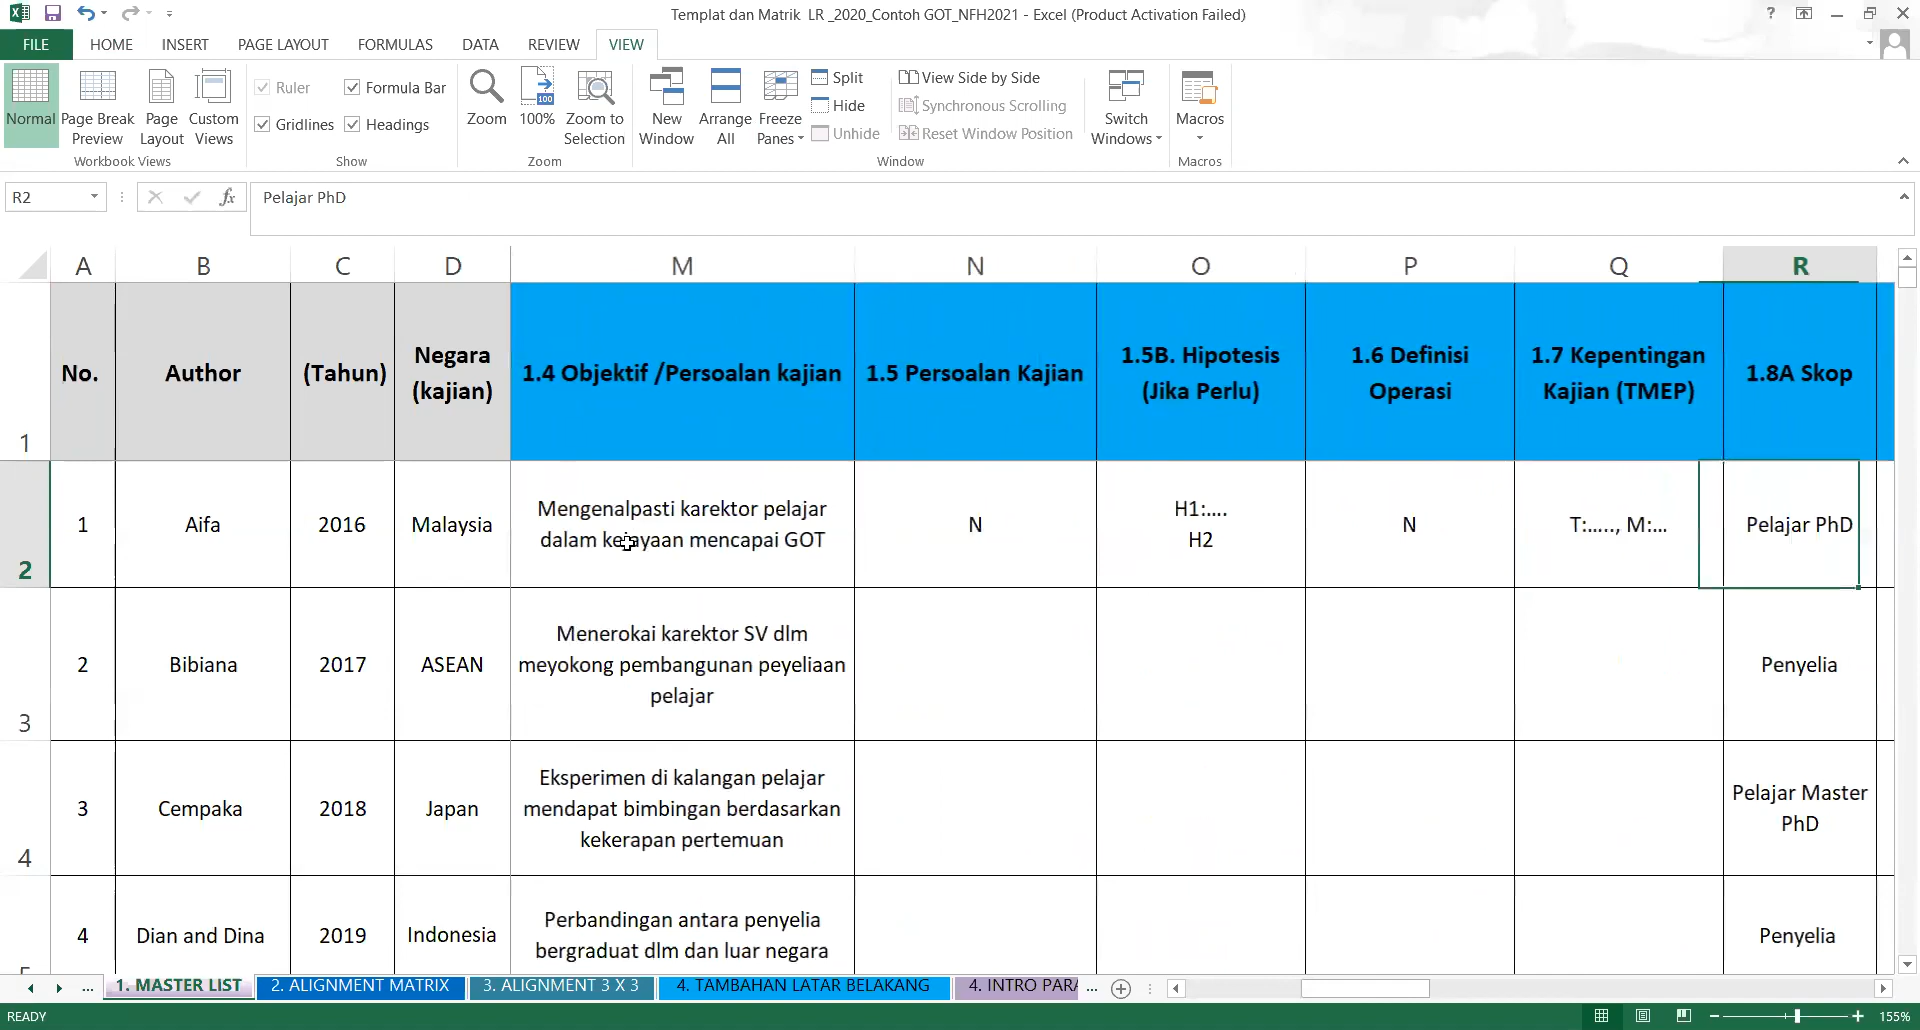 Templat dan Matrik  LR _2020_Contoh GOT_NFH2021 - Excel (Product Activation Failed)
FILE HOME INSERT PAGE LAYOUT FORMULAS DATA REVIEW VIEW
Normal
Page Break
Preview
Page
Layout
Custom
Views
Workbook Views
Ruler
Formula Bar
Gridlines
Headings
Show
Zoom
100
100%
Zoom to
Selection
Zoom
New
Window
Arrange
All
Freeze
Panes
Split
Hide
Unhide
View Side by Side
Synchronous Scrolling
Reset Window Position
Window
Switch
Windows
Macros
Macros
R2
fx
Pelajar PhD
A B C D M N O P Q R
1
No.
Author
(Tahun)
Negara
(kajian)
1.4 Objektif /Persoalan kajian
1.5 Persoalan Kajian
1.5B. Hipotesis
(Jika Perlu)
1.6 Definisi
Operasi
1.7 Kepentingan
Kajian (TMEP)
1.8A Skop
2
1
Aifa
2016
Malaysia
Mengenalpasti karektor pelajar
dalam mencapai GOT
N
H1:....
H2
N
T:....., M:...
Pelajar PhD
3
2
Bibiana
2017
ASEAN
Menerokai karektor SV dlm
meyokong pembangunan peyeliaan
pelajar
Penyelia
4
3
Cempaka
2018
Japan
Eksperimen di kalangan pelajar
mendapat bimbingan berdasarkan
kekerapan pertemuan
Pelajar Master
PhD
4
Dian and Dina
2019
Indonesia
Perbandingan antara penyelia
bergraduat dlm dan luar negara
Penyelia
... 1. MASTER LIST 2. ALIGNMENT MATRIX 3. ALIGNMENT 3 X 3 4. TAMBAHAN LATAR BELAKANG 4. INTRO PARA ...
READY
155%